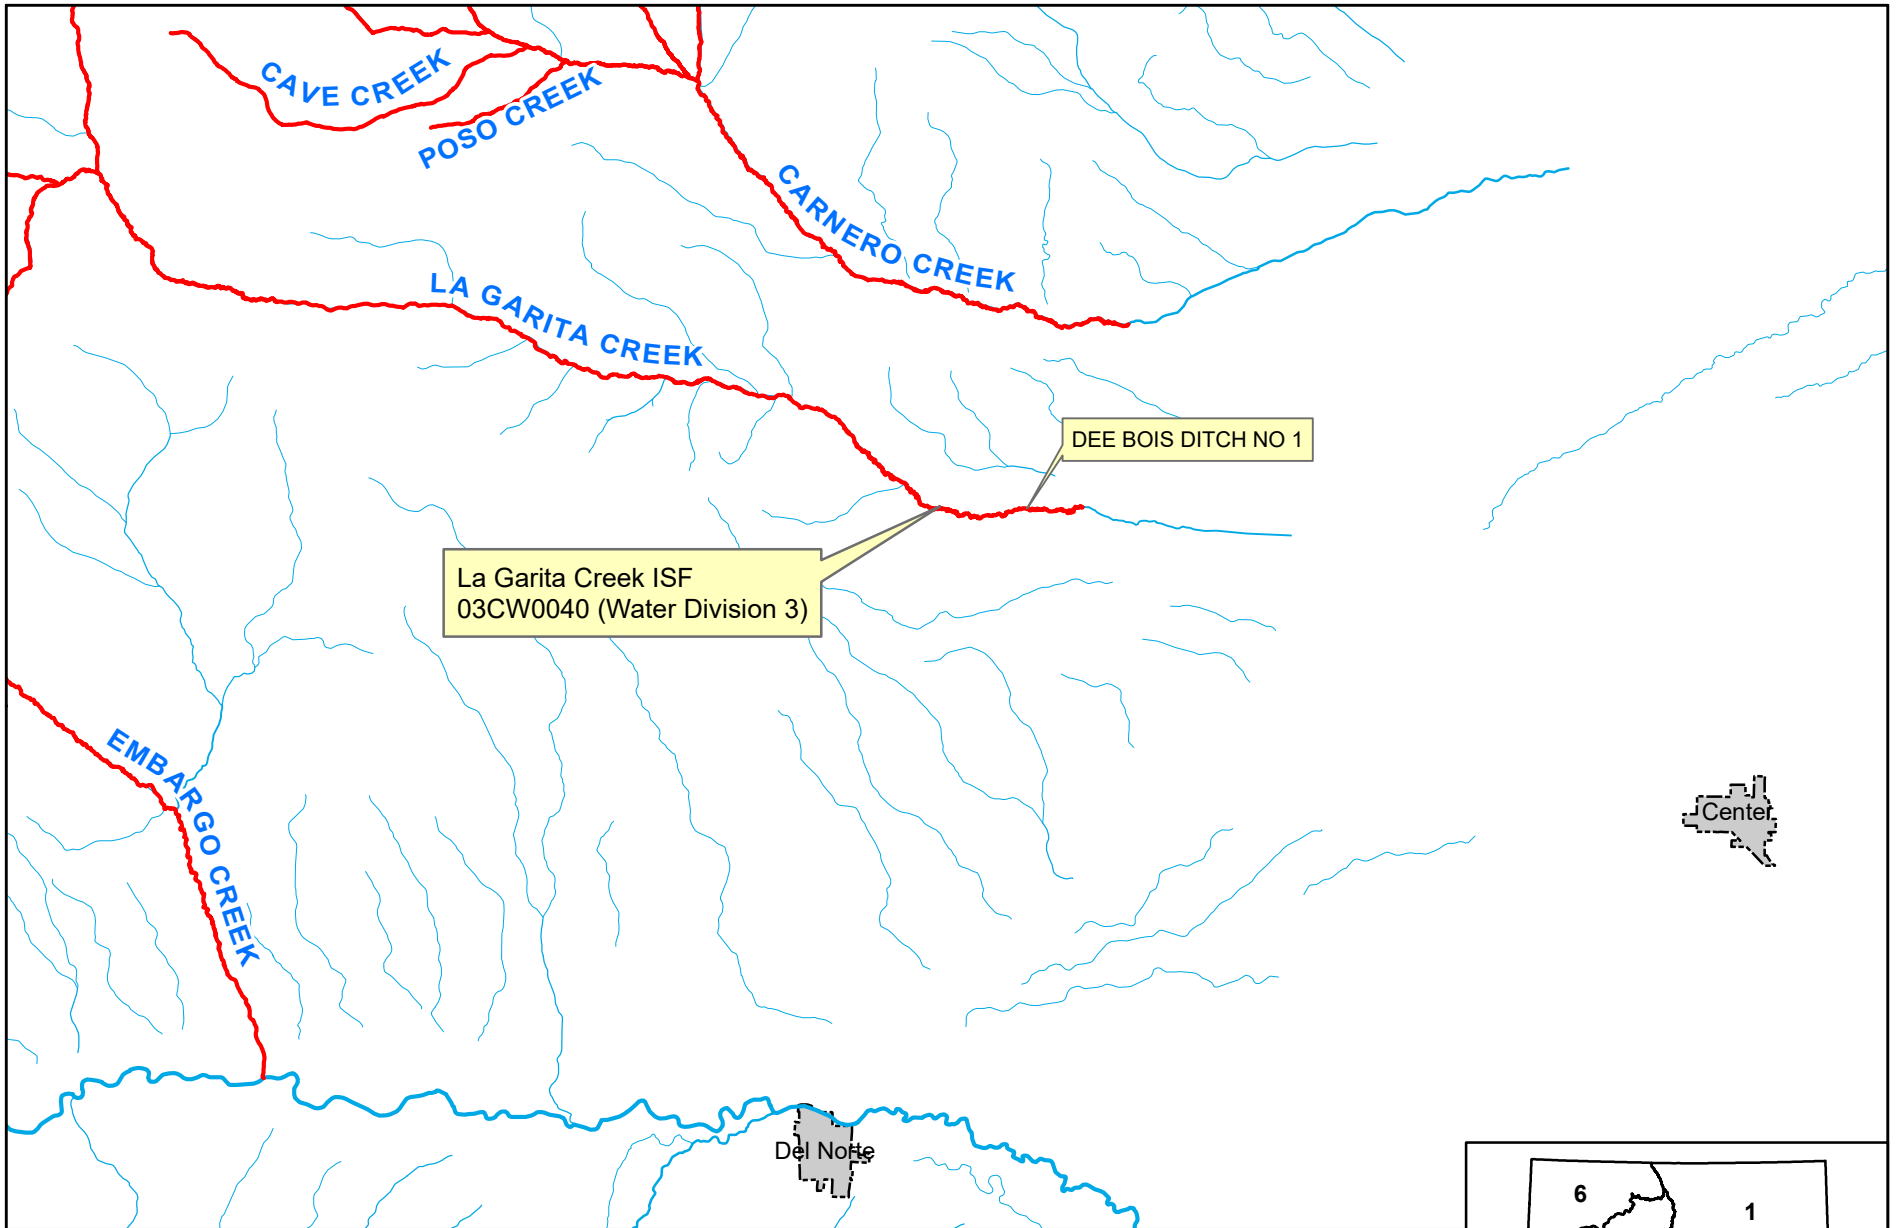 CAVE CREEK
POSO CREEK
CARNERO CREEK
LA GARITA CREEK
DEE BOIS DITCH NO 1
La Garita Creek ISF
03CW0040 (Water Division 3)
EMBARGO CREEK
Center
Del Norte
6
1